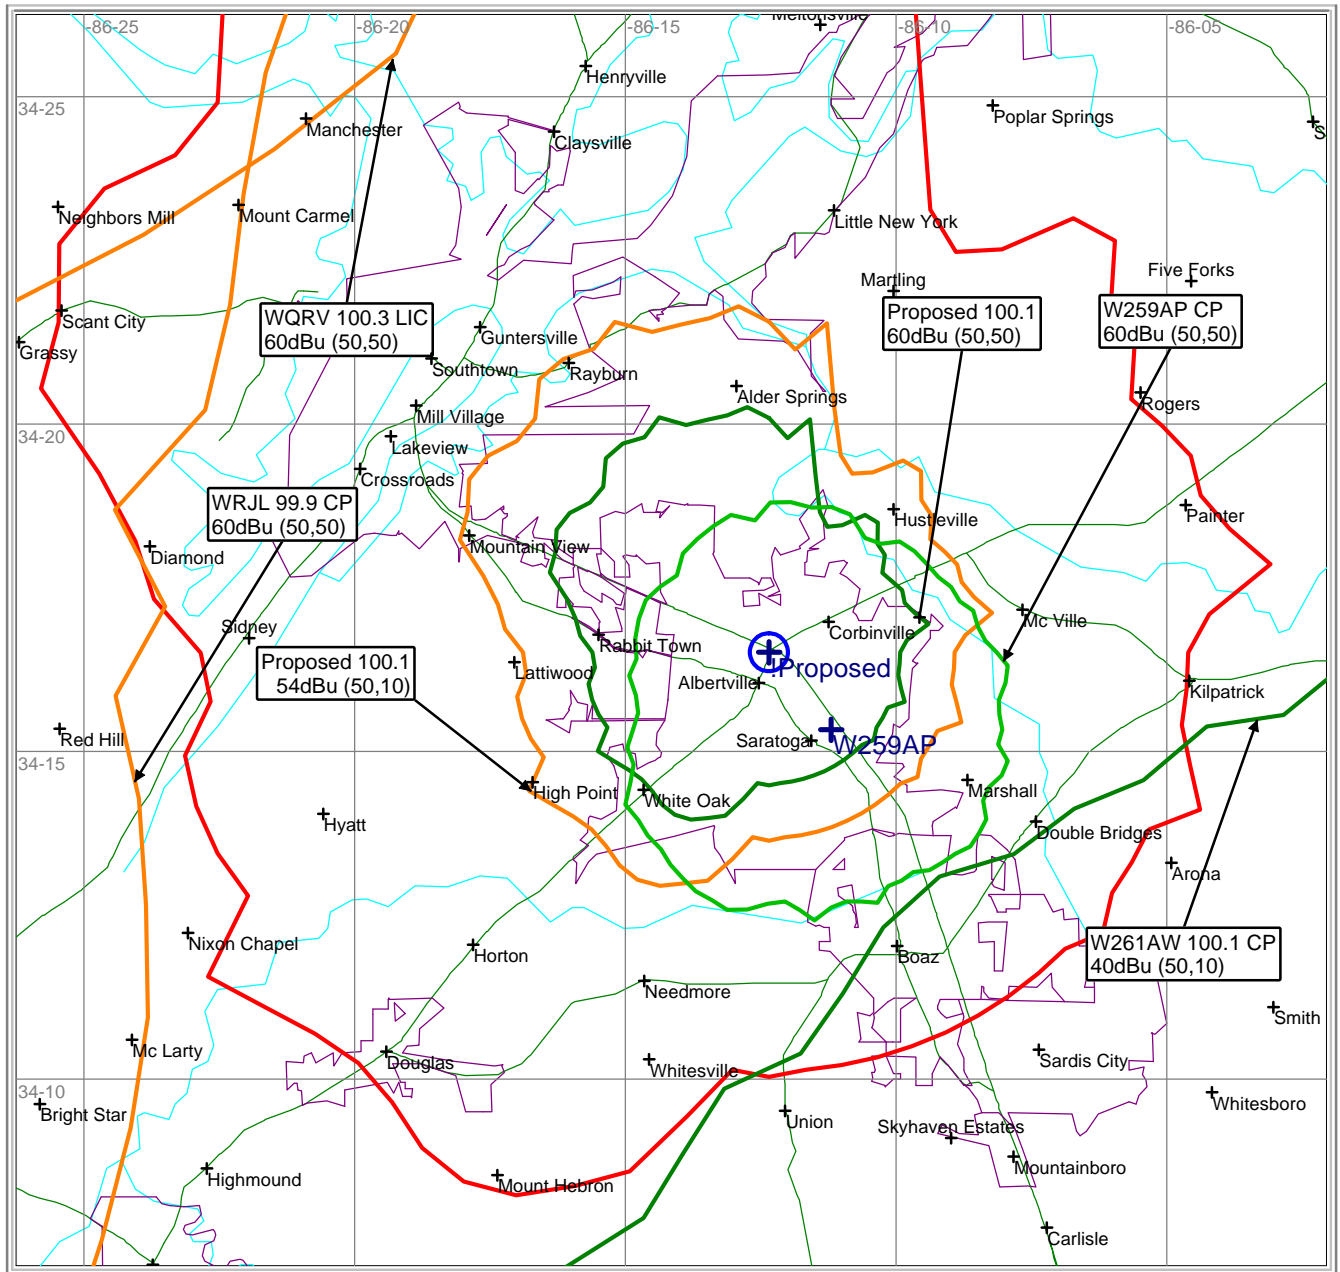 -86-25
-86-20
-86-15
-86-10
-86-05
Meltonsville
Henryville
34-25
Poplar Springs
Manchester
Claysville
S
Neighbors Mill
Mount Carmel
Little New York
Martling
Five Forks
Scant City
WQRV 100.3 LIC
60dBu (50,50)
Proposed 100.1
60dBu (50,50)
W259AP CP
60dBu (50,50)
Grassy
Guntersville
Southtown
Rayburn
Alder Springs
Rogers
Mill Village
34-20
Lakeview
Crossroads
WRJL 99.9 CP
60dBu (50,50)
Hustleville
Painter
Diamond
Mountain View
Sidney
Mc Ville
Corbinville
Rabbit Town
Proposed 100.1
54dBu (50,10)
Lattiwood
!Proposed
Albertville
Kilpatrick
Red Hill
Saratoga
W259AP
34-15
High Point
White Oak
Marshall
Hyatt
Double Bridges
Arona
Nixon Chapel
Horton
Boaz
W261AW 100.1 CP
40dBu (50,10)
Needmore
Smith
Mc Larty
Douglas
Whitesville
Sardis City
34-10
Bright Star
Union
Whitesboro
Skyhaven Estates
Highmound
Mount Hebron
Mountainboro
Carlisle